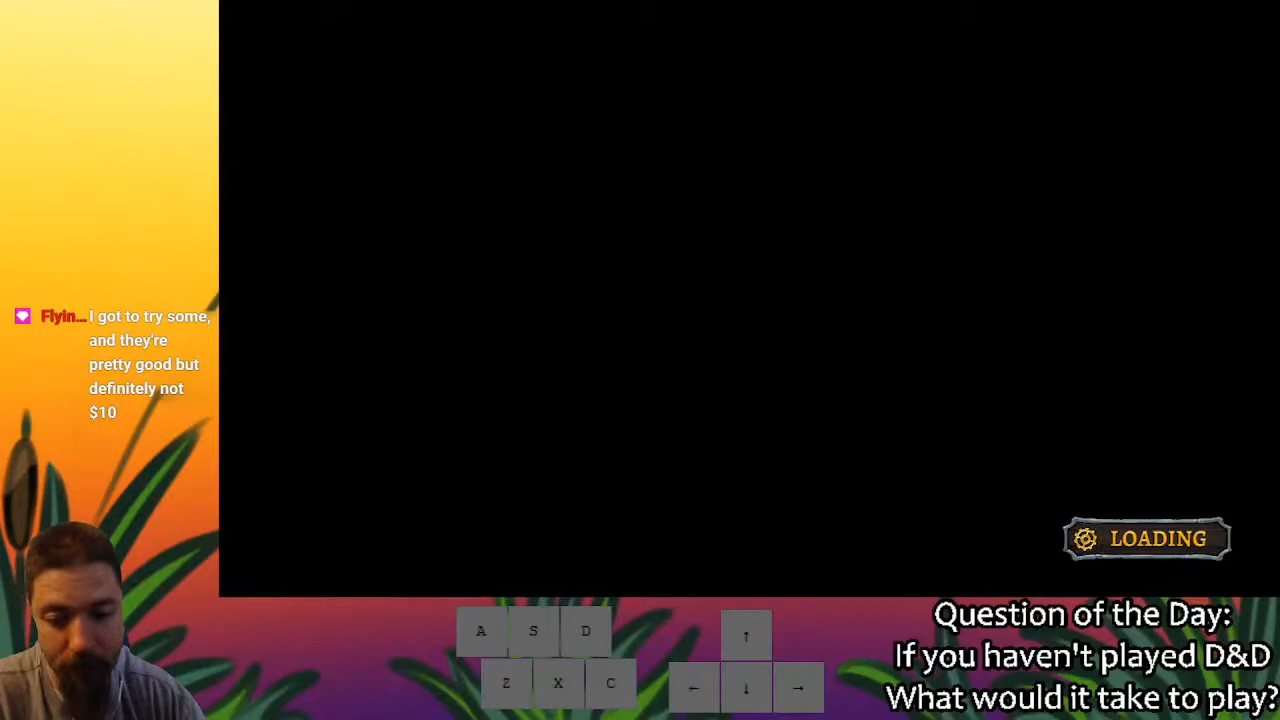 Flyin... I got to try some,
and they're
pretty good but
definitely not
$10
LOADING
A S D
Z X C
↑
← ↓ →
Question of the Day:
If you haven't played D&D
What would it take to play?